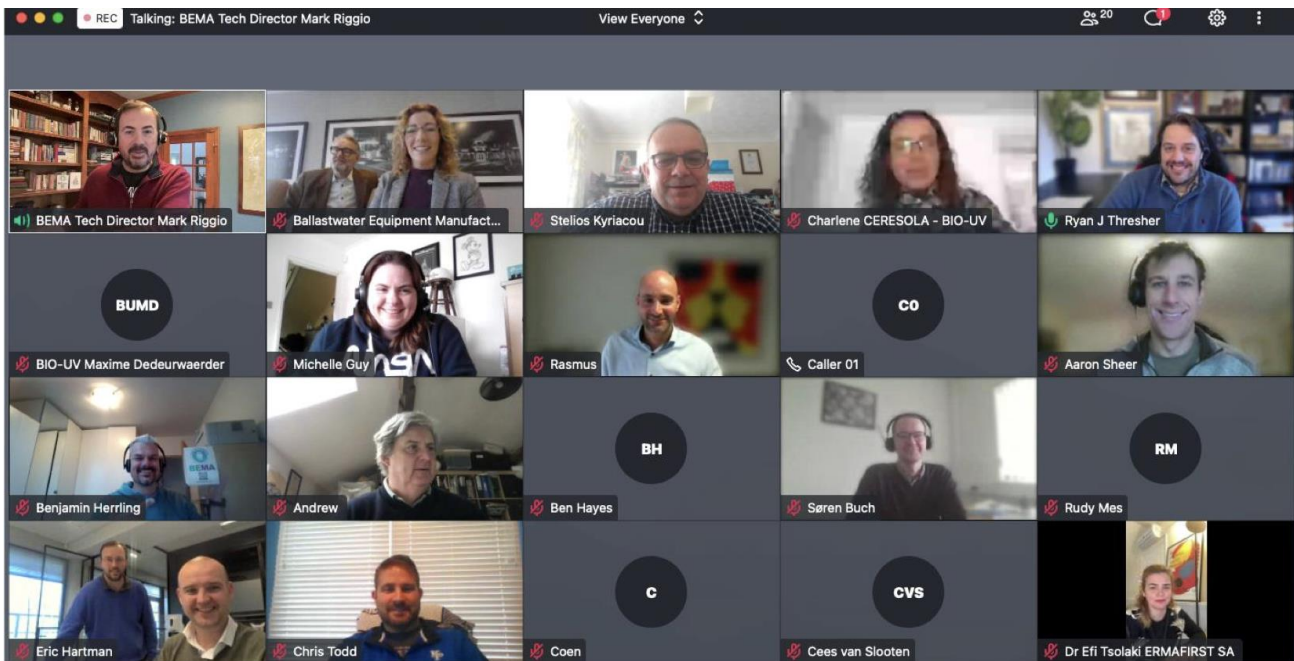 REC Talking: BEMA Tech Director Mark Riggio View Everyone 20 1
BEMA Tech Director Mark Riggio
Ballastwater Equipment Manufact...
Stelios Kyriacou
Charlene CERESOLA - BIO-UV
Ryan J Thresher
BUMD
BIO-UV Maxime Dedeurwaerder
Michelle Guy
Rasmus
C0
Caller 01
Aaron Sheer
BEMA
Benjamin Herrling
Andrew
BH
Ben Hayes
Søren Buch
RM
Rudy Mes
Eric Hartman
Chris Todd
C
Coen
CVS
Cees van Slooten
Dr Efi Tsolaki ERMAFIRST SA